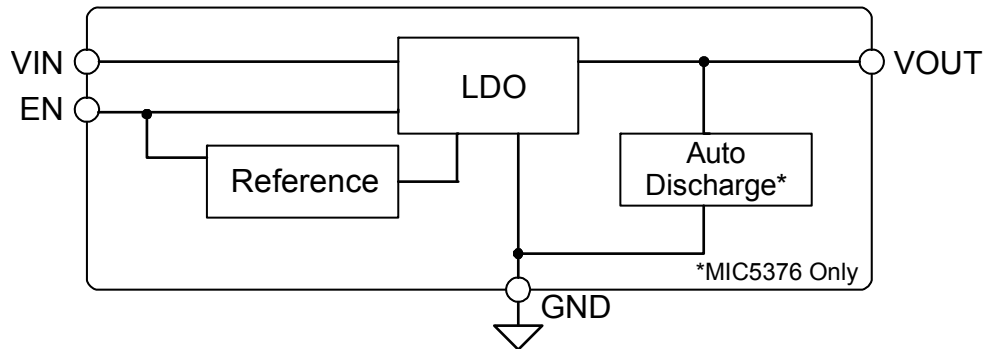 VIN
LDO
VOUT
EN
Reference
Auto
Discharge*
*MIC5376 Only
GND